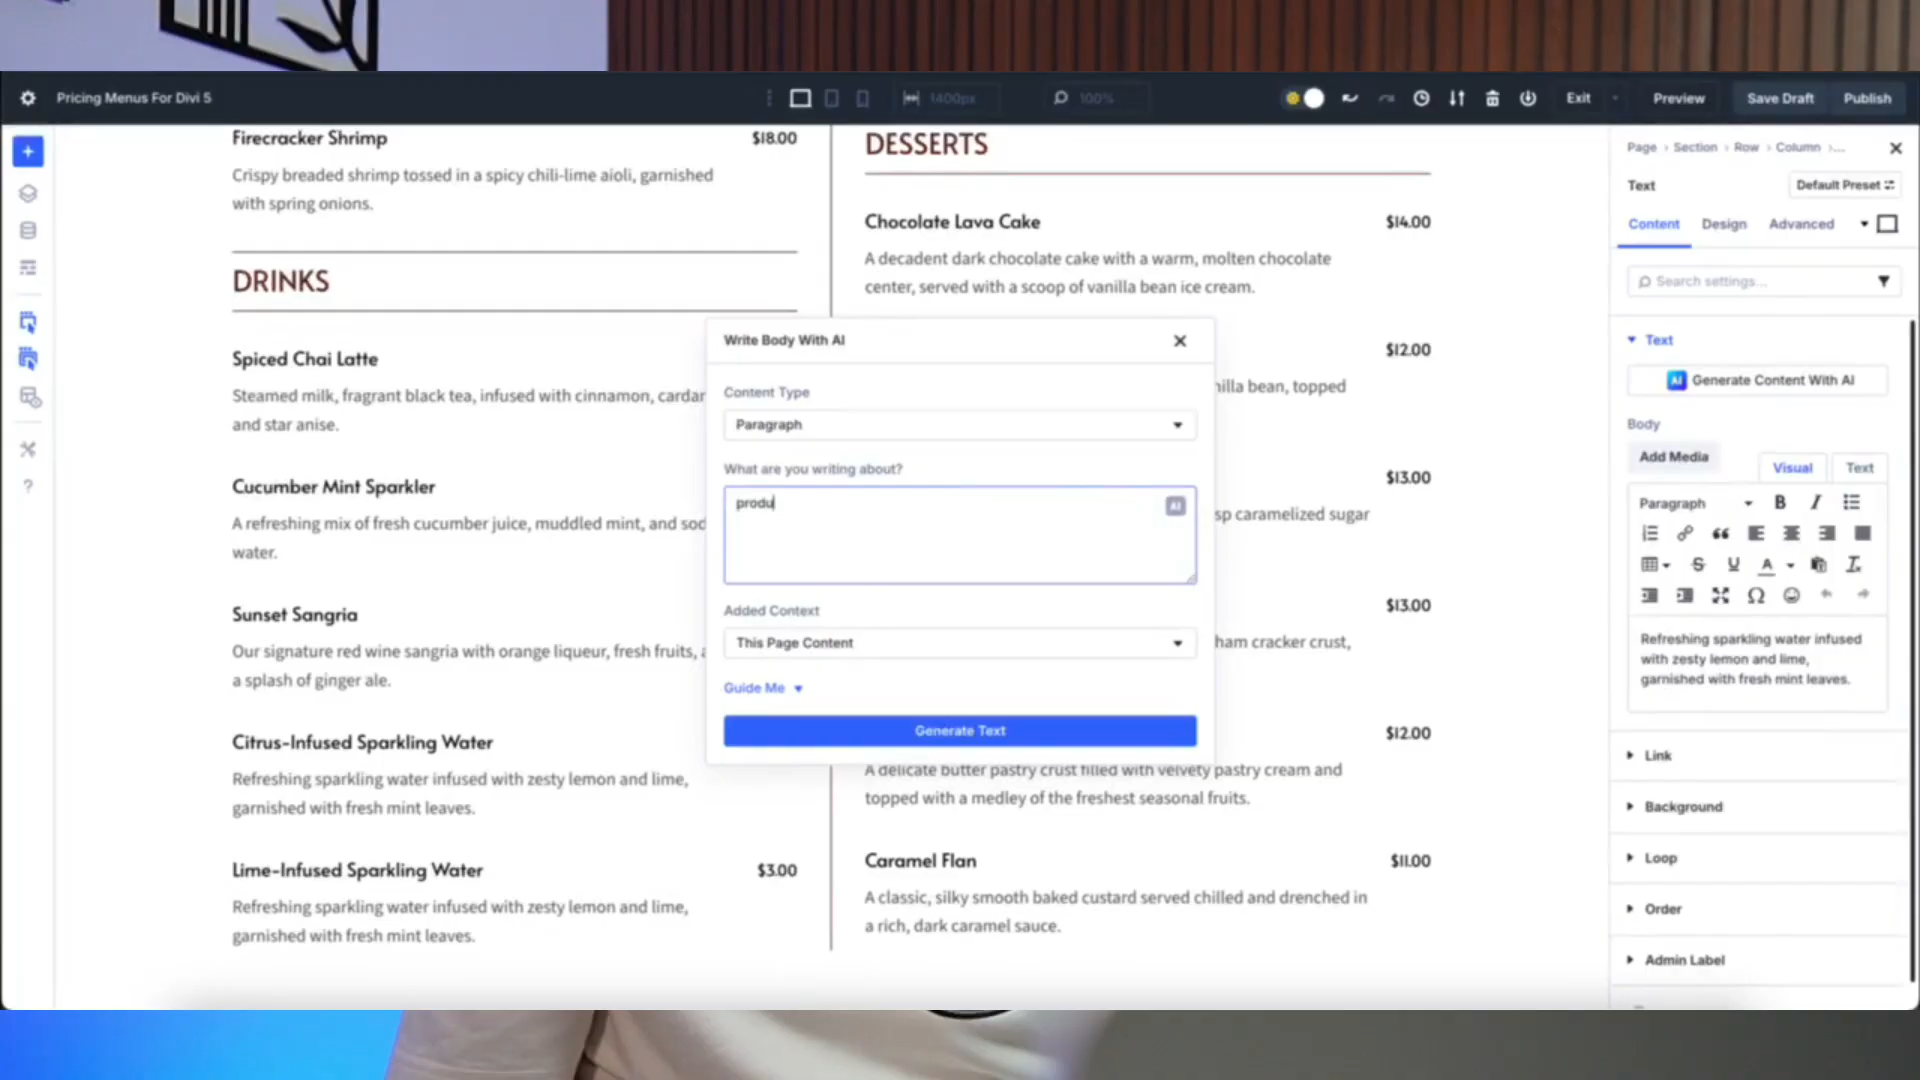 Pricing Menus For Divi 5
1400px
100%
Exit
Preview
Save Draft
Publish
Firecracker Shrimp
$18.00
Crispy breaded shrimp tossed in a spicy chili-lime aioli, garnished
with spring onions.
DRINKS
Spiced Chai Latte
Steamed milk, fragrant black tea, infused with cinnamon, cardar
and star anise.
Cucumber Mint Sparkler
A refreshing mix of fresh cucumber juice, muddled mint, and sod
water.
Sunset Sangria
Our signature red wine sangria with orange liqueur, fresh fruits,
a splash of ginger ale.
Citrus-Infused Sparkling Water
Refreshing sparkling water infused with zesty lemon and lime,
garnished with fresh mint leaves.
Lime-Infused Sparkling Water
$3.00
Refreshing sparkling water infused with zesty lemon and lime,
garnished with fresh mint leaves.
DESSERTS
Chocolate Lava Cake
$14.00
A decadent dark chocolate cake with a warm, molten chocolate
center, served with a scoop of vanilla bean ice cream.
$12.00
nilla bean, topped
$13.00
sp caramelized sugar
$13.00
ham cracker crust,
$12.00
A delicate butter pastry crust filled with velvety pastry cream and
topped with a medley of the freshest seasonal fruits.
Caramel Flan
$11.00
A classic, silky smooth baked custard served chilled and drenched in
a rich, dark caramel sauce.
Write Body With AI
Content Type
Paragraph
What are you writing about?
produ
AI
Added Context
This Page Content
Guide Me
Generate Text
Page › Section › Row › Column ›...
Text
Default Preset
Content
Design
Advanced
Search settings...
Text
AI Generate Content With AI
Body
Add Media
Visual
Text
Paragraph
Refreshing sparkling water infused
with zesty lemon and lime,
garnished with fresh mint leaves.
Link
Background
Loop
Order
Admin Label